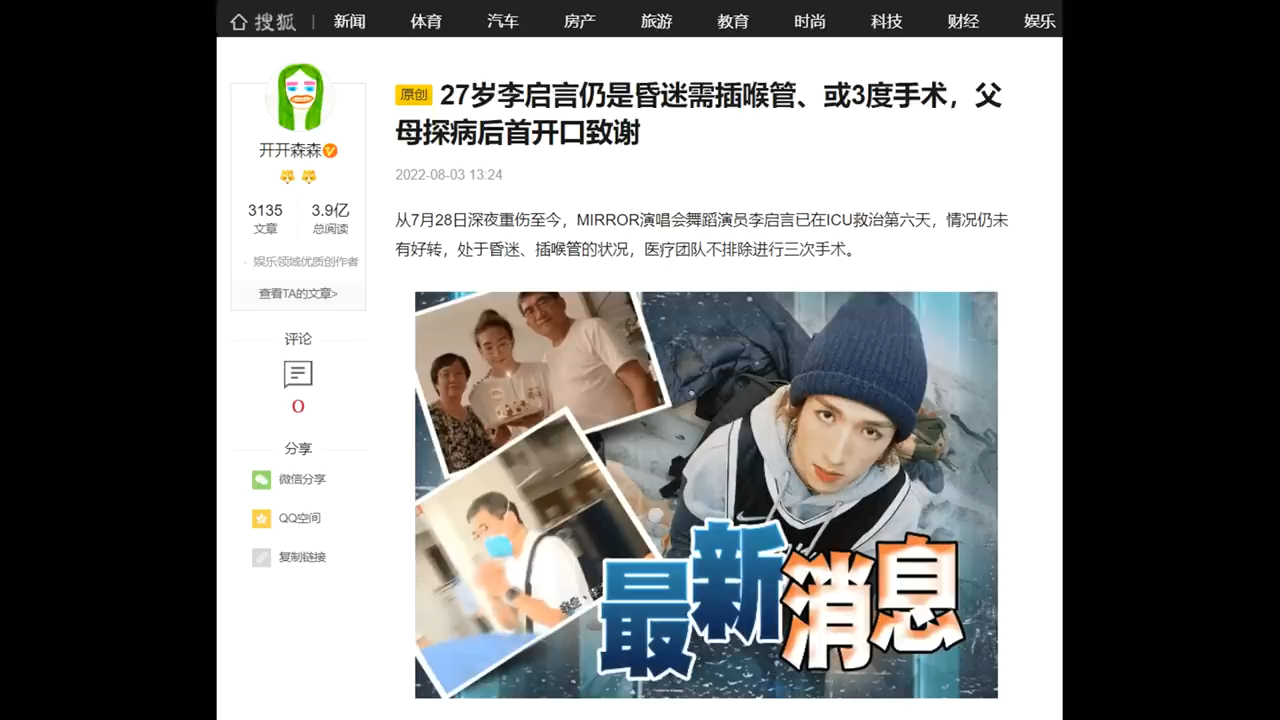 搜狐 | 新闻 体育 汽车 房产 旅游 教育 时尚 科技 财经 娱乐
开开森森
3135 3.9亿
文章 总阅读
· 娱乐领域优质创作者
查看TA的文章>
评论
0
分享
微信分享
QQ空间
复制链接
原创 27岁李启言仍是昏迷需插喉管、或3度手术，父
母探病后首开口致谢
2022-08-03 13:24
从7月28日深夜重伤至今，MIRROR演唱会舞蹈演员李启言已在ICU救治第六天，情况仍未
有好转，处于昏迷、插喉管的状况，医疗团队不排除进行三次手术。
最新消息